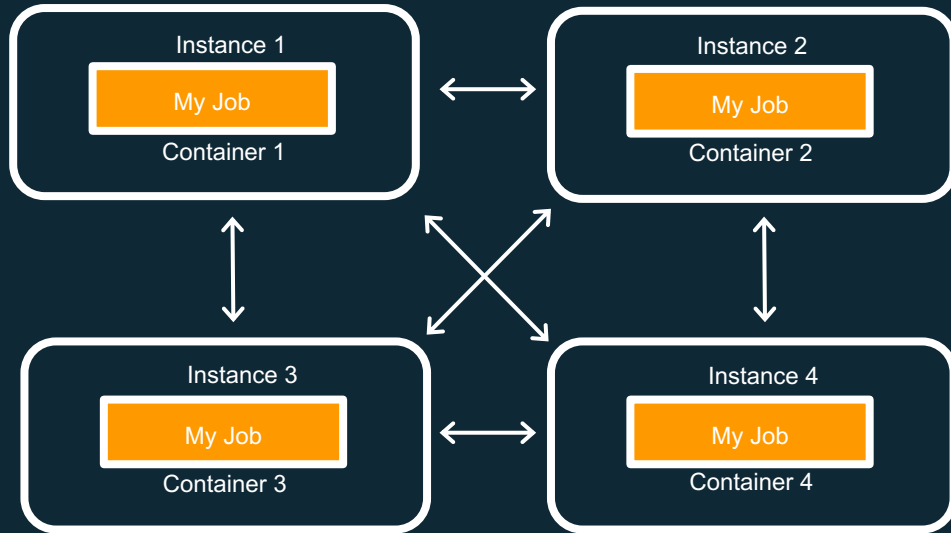 Instance 1
My Job
Container 1
Instance 2
My Job
Container 2
Instance 3
My Job
Container 3
Instance 4
My Job
Container 4